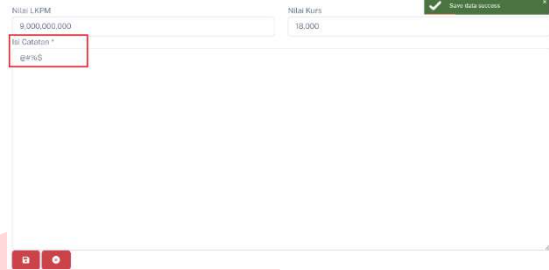 Nilai LKPM
Nilai Kurs
Save data success
9,000,000,000
18,000
Isi Catatan *
@#%$